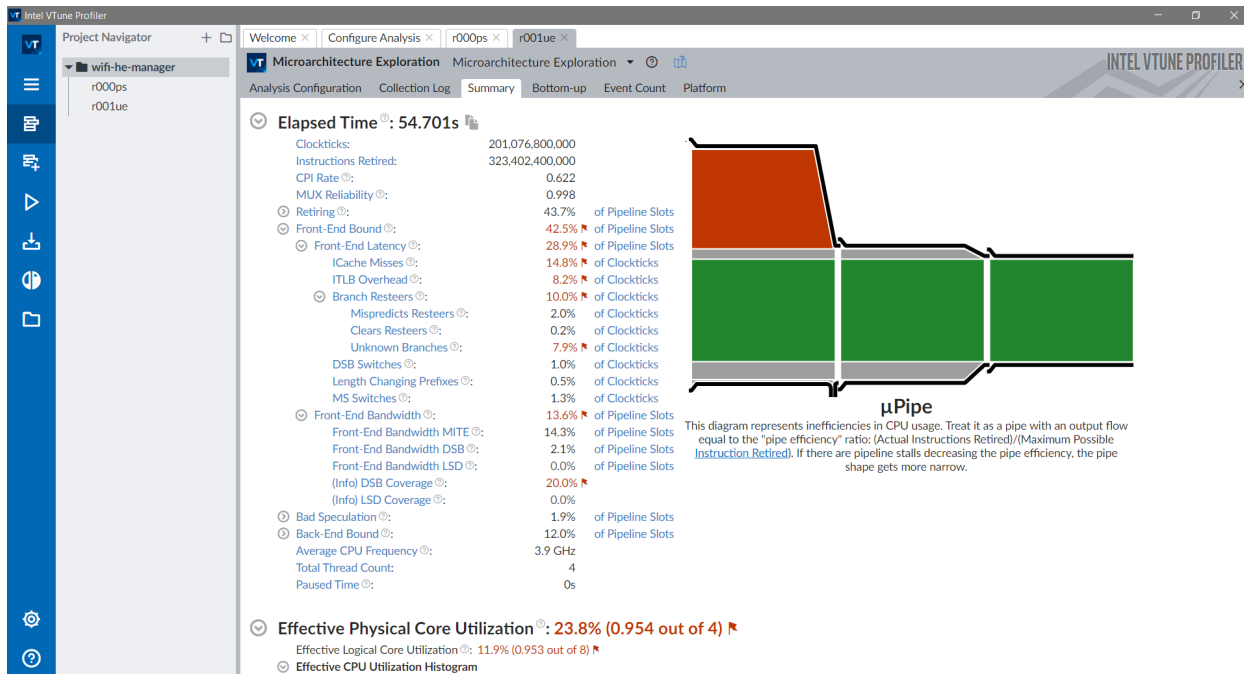 VT Intel VTune Profiler
VT
Project Navigator
wifi-he-manager
r000ps
r001ue
Welcome × Configure Analysis × r000ps × r001ue ×
VT Microarchitecture Exploration Microarchitecture Exploration
INTEL VTUNE PROFILER
Analysis Configuration Collection Log Summary Bottom-up Event Count Platform
Elapsed Time: 54.701s
Clockticks: 201,076,800,000
Instructions Retired: 323,402,400,000
CPI Rate: 0.622
MUX Reliability: 0.998
Retiring: 43.7% of Pipeline Slots
Front-End Bound: 42.5% of Pipeline Slots
Front-End Latency: 28.9% of Pipeline Slots
ICache Misses: 14.8% of Clockticks
ITLB Overhead: 8.2% of Clockticks
Branch Resteers: 10.0% of Clockticks
Mispredicts Resteers: 2.0% of Clockticks
Clears Resteers: 0.2% of Clockticks
Unknown Branches: 7.9% of Clockticks
DSB Switches: 1.0% of Clockticks
Length Changing Prefixes: 0.5% of Clockticks
MS Switches: 1.3% of Clockticks
Front-End Bandwidth: 13.6% of Pipeline Slots
Front-End Bandwidth MITE: 14.3% of Pipeline Slots
Front-End Bandwidth DSB: 2.1% of Pipeline Slots
Front-End Bandwidth LSD: 0.0% of Pipeline Slots
(Info) DSB Coverage: 20.0%
(Info) LSD Coverage: 0.0%
Bad Speculation: 1.9% of Pipeline Slots
Back-End Bound: 12.0% of Pipeline Slots
Average CPU Frequency: 3.9 GHz
Total Thread Count: 4
Paused Time: 0s
µPipe
This diagram represents inefficiencies in CPU usage. Treat it as a pipe with an output flow
equal to the "pipe efficiency" ratio: (Actual Instructions Retired)/(Maximum Possible
Instruction Retired). If there are pipeline stalls decreasing the pipe efficiency, the pipe
shape gets more narrow.
Effective Physical Core Utilization: 23.8% (0.954 out of 4)
Effective Logical Core Utilization: 11.9% (0.953 out of 8)
Effective CPU Utilization Histogram